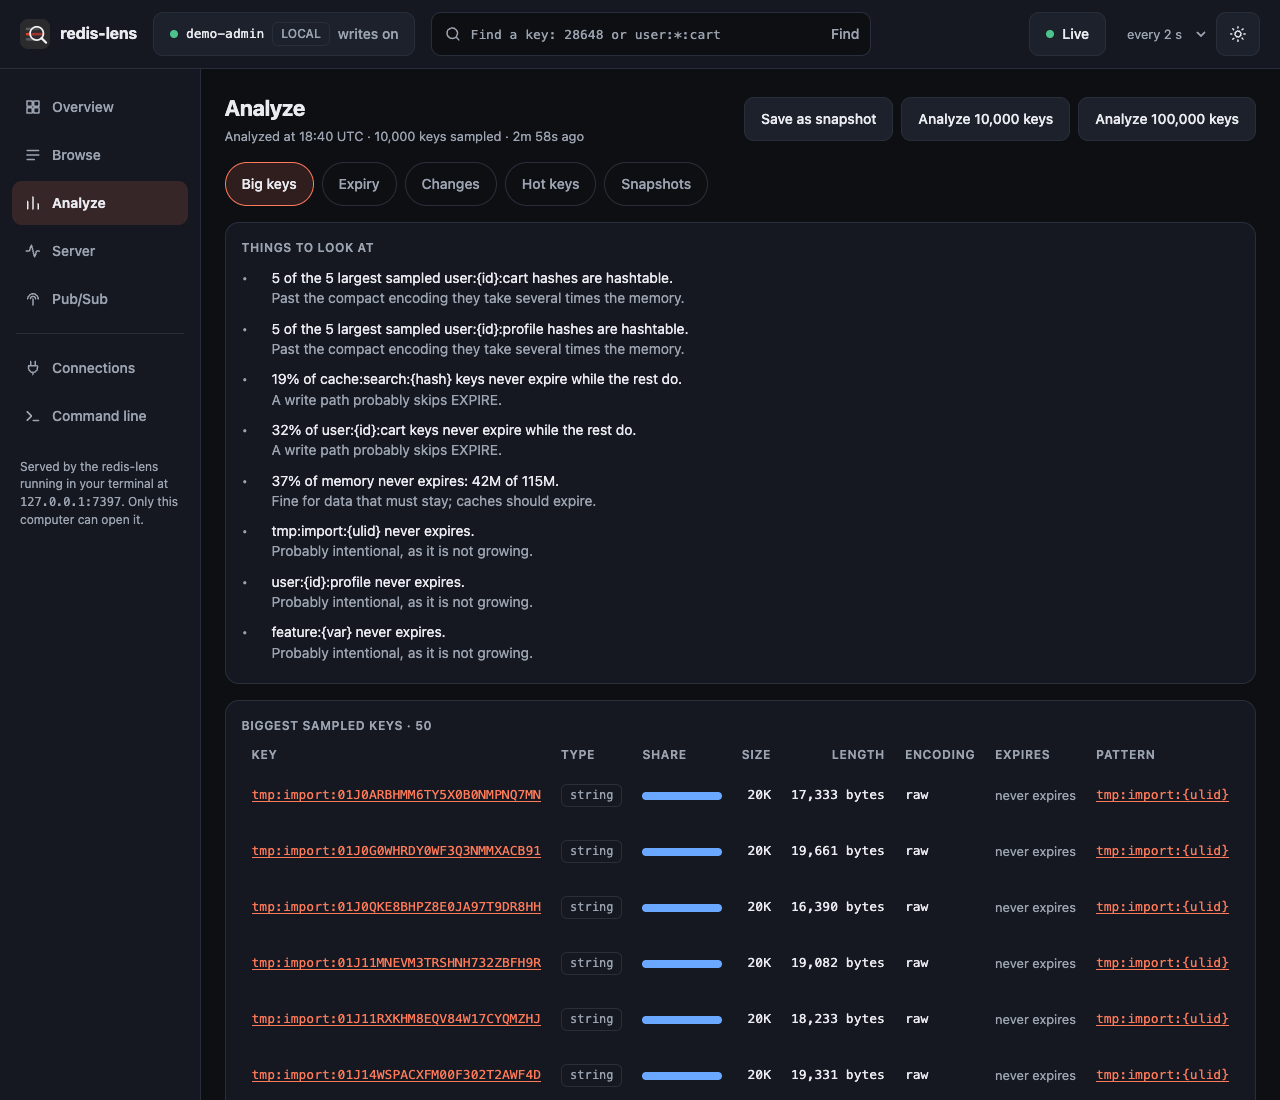 redis-lens
demo-admin LOCAL writes on
Find a key: 28648 or user:*:cart Find
Live
every 2 s
Overview
Browse
Analyze
Server
Pub/Sub
Connections
Command line
Served by the redis-lens
running in your terminal at
127.0.0.1:7397. Only this
computer can open it.
Analyze
Analyzed at 18:40 UTC · 10,000 keys sampled · 2m 58s ago
Save as snapshot
Analyze 10,000 keys
Analyze 100,000 keys
Big keys
Expiry
Changes
Hot keys
Snapshots
THINGS TO LOOK AT
• 5 of the 5 largest sampled user:{id}:cart hashes are hashtable.
Past the compact encoding they take several times the memory.
• 5 of the 5 largest sampled user:{id}:profile hashes are hashtable.
Past the compact encoding they take several times the memory.
• 19% of cache:search:{hash} keys never expire while the rest do.
A write path probably skips EXPIRE.
• 32% of user:{id}:cart keys never expire while the rest do.
A write path probably skips EXPIRE.
• 37% of memory never expires: 42M of 115M.
Fine for data that must stay; caches should expire.
• tmp:import:{ulid} never expires.
Probably intentional, as it is not growing.
• user:{id}:profile never expires.
Probably intentional, as it is not growing.
• feature:{var} never expires.
Probably intentional, as it is not growing.
BIGGEST SAMPLED KEYS · 50
KEY TYPE SHARE SIZE LENGTH ENCODING EXPIRES PATTERN
tmp:import:01J0ARBHMM6TY5X0B0NMPNQ7MN string 20K 17,333 bytes raw never expires tmp:import:{ulid}
tmp:import:01J0G0WHRDY0WF3Q3NMMXACB91 string 20K 19,661 bytes raw never expires tmp:import:{ulid}
tmp:import:01J0QKE8BHPZ8E0JA97T9DR8HH string 20K 16,390 bytes raw never expires tmp:import:{ulid}
tmp:import:01J11MNEVM3TRSHNH732ZBFH9R string 20K 19,082 bytes raw never expires tmp:import:{ulid}
tmp:import:01J11RXKHM8EQV84W17CYQMZHJ string 20K 18,233 bytes raw never expires tmp:import:{ulid}
tmp:import:01J14WSPACXFM00F302T2AWF4D string 20K 19,331 bytes raw never expires tmp:import:{ulid}